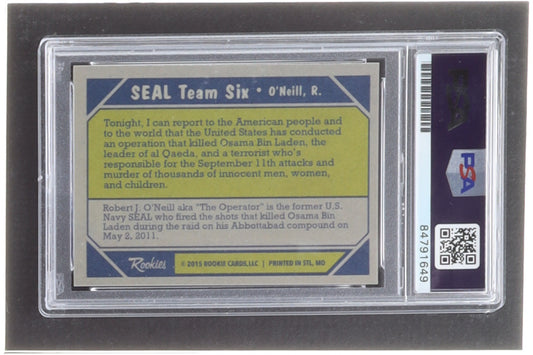 SEAL Team Six • O'Neill, R.
Tonight, I can report to the American people and
to the world that the United States has conducted
an operation that killed Osama Bin Laden, the
leader of al Qaeda, and a terrorist who's
responsible for the September 11th attacks and
murder of thousands of innocent men, women,
and children.
Robert J. O'Neill aka "The Operator" is the former U.S.
Navy SEAL who fired the shots that killed Osama Bin
Laden during the raid on his Abbottabad compound on
May 2, 2011.
Rookies
© 2015 ROOKIE CARDS, LLC | PRINTED IN STL, MO
PSA
PSA
84791649